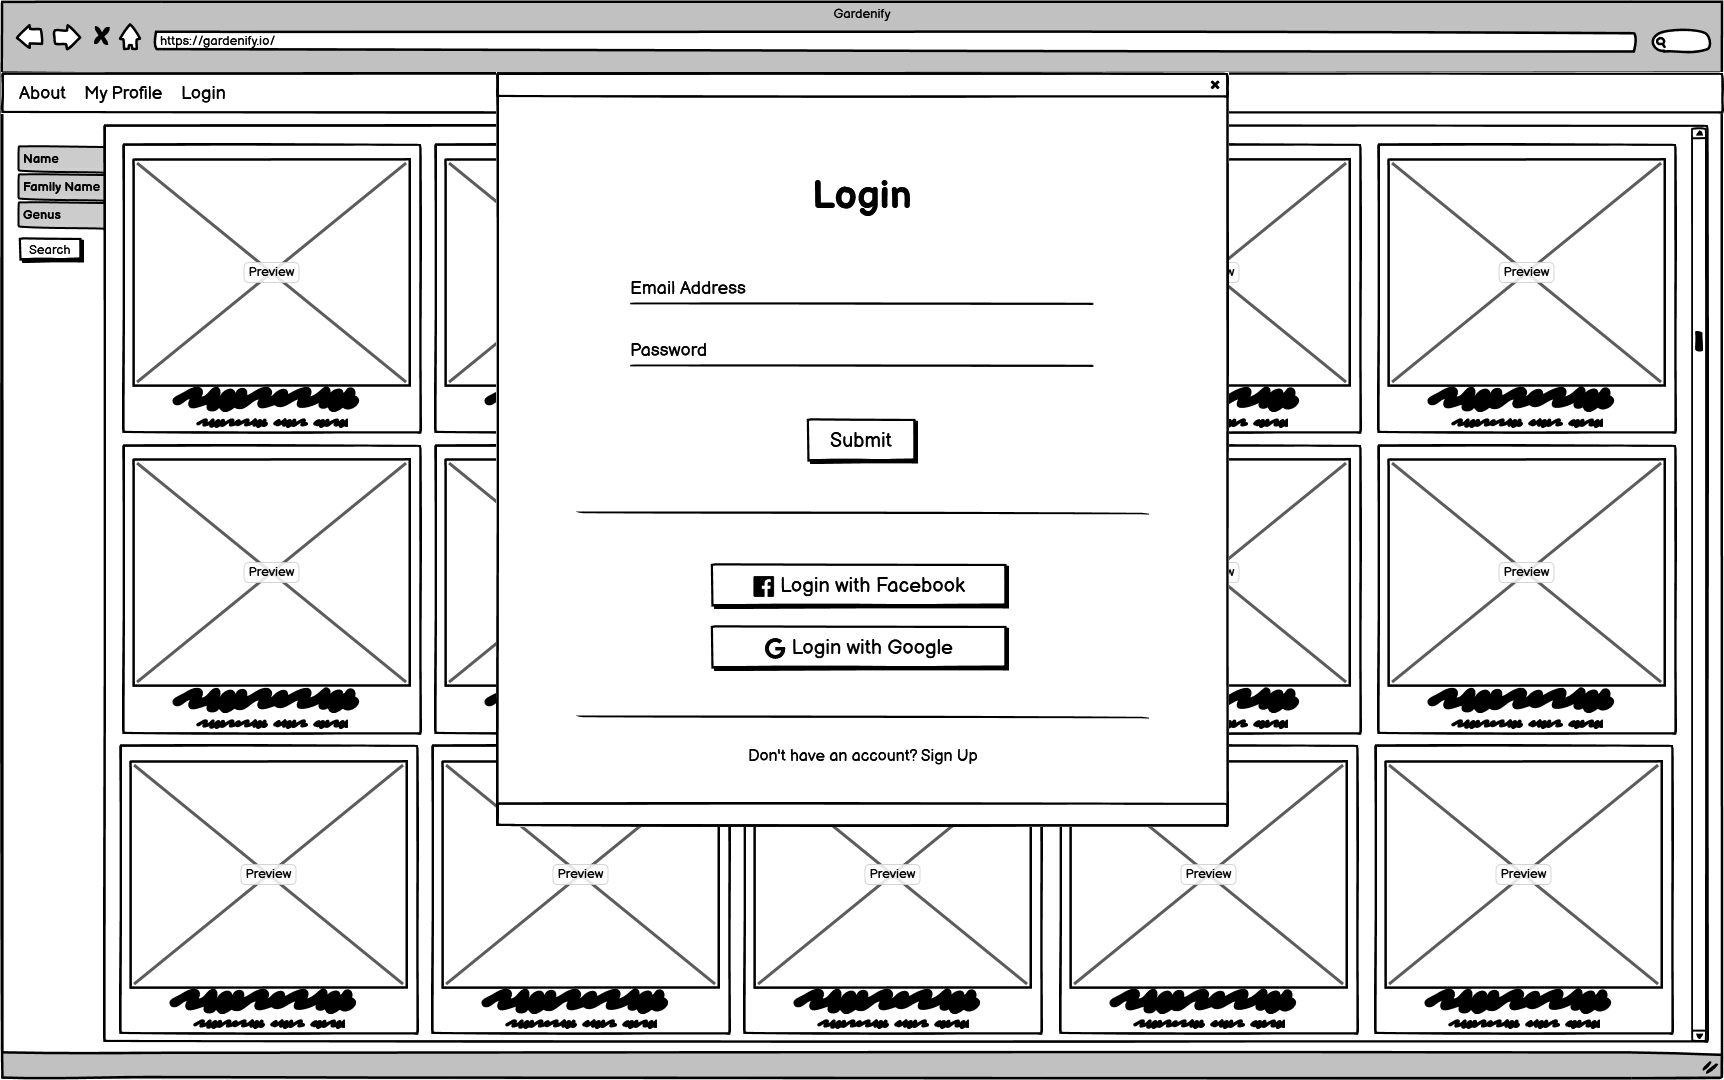 Gardenify
https://gardenify.io/
About My Profile Login
Name
Family Name
Genus
Search
Preview
Preview
Login
Email Address
Password
Submit
Preview
Preview
Login with Facebook
Login with Google
Don't have an account? Sign Up
Preview
Preview
Preview
Preview
Preview